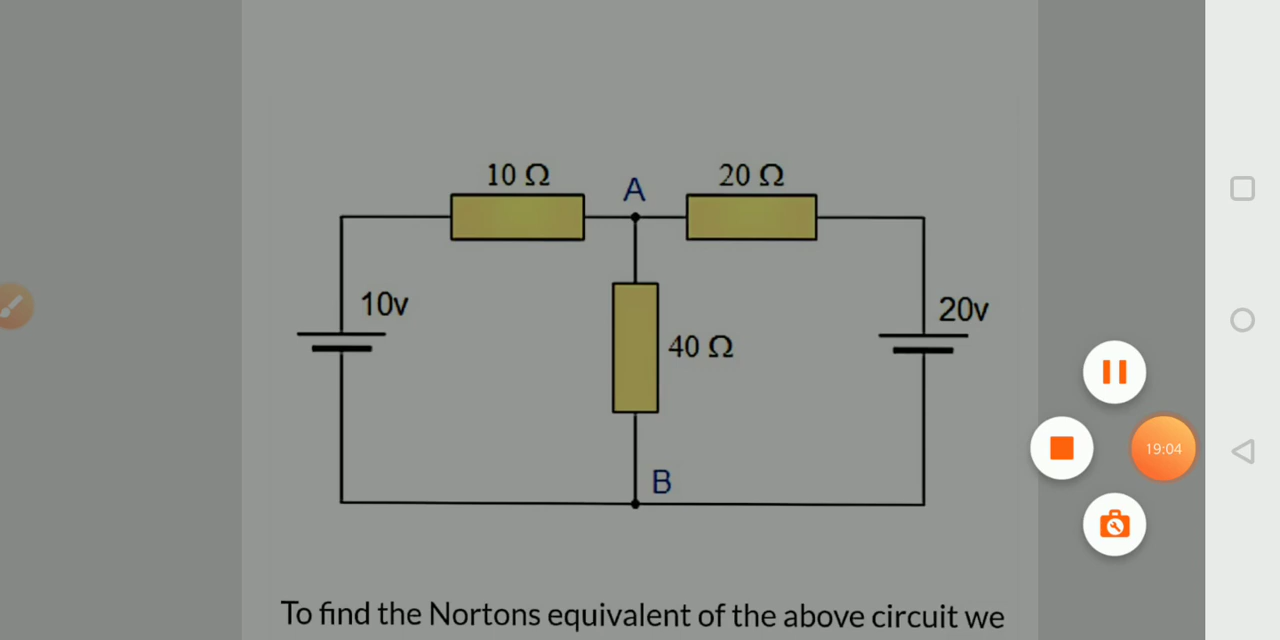 10 Ω
A
20 Ω
10v
20v
40 Ω
19:04
B
To find the Nortons equivalent of the above circuit we